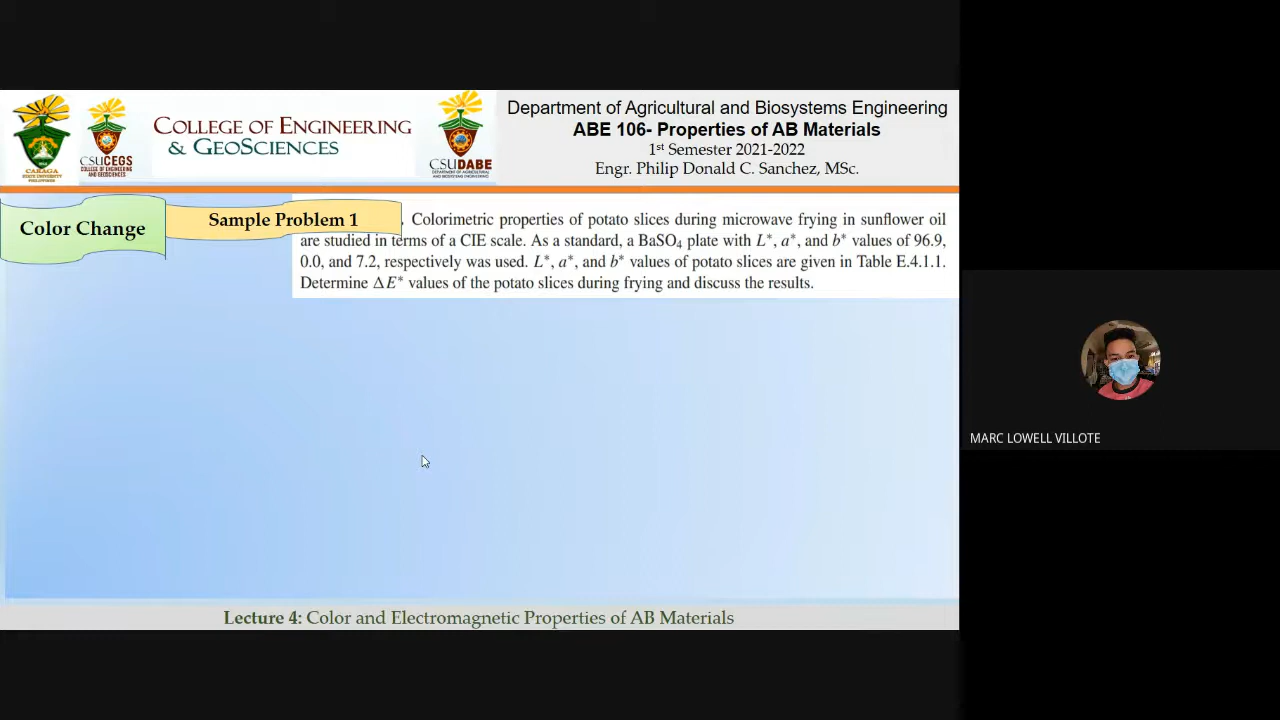 COLLEGE OF ENGINEERING
& GEOSCIENCES
CARAGA
CSUCEGS
CSUDABE
Department of Agricultural and Biosystems Engineering
ABE 106- Properties of AB Materials
1st Semester 2021-2022
Engr. Philip Donald C. Sanchez, MSc.
Color Change
Sample Problem 1
. Colorimetric properties of potato slices during microwave frying in sunflower oil
are studied in terms of a CIE scale. As a standard, a BaSO₄ plate with L*, a*, and b* values of 96.9,
0.0, and 7.2, respectively was used. L*, a*, and b* values of potato slices are given in Table E.4.1.1.
Determine ΔE* values of the potato slices during frying and discuss the results.
MARC LOWELL VILLOTE
Lecture 4: Color and Electromagnetic Properties of AB Materials